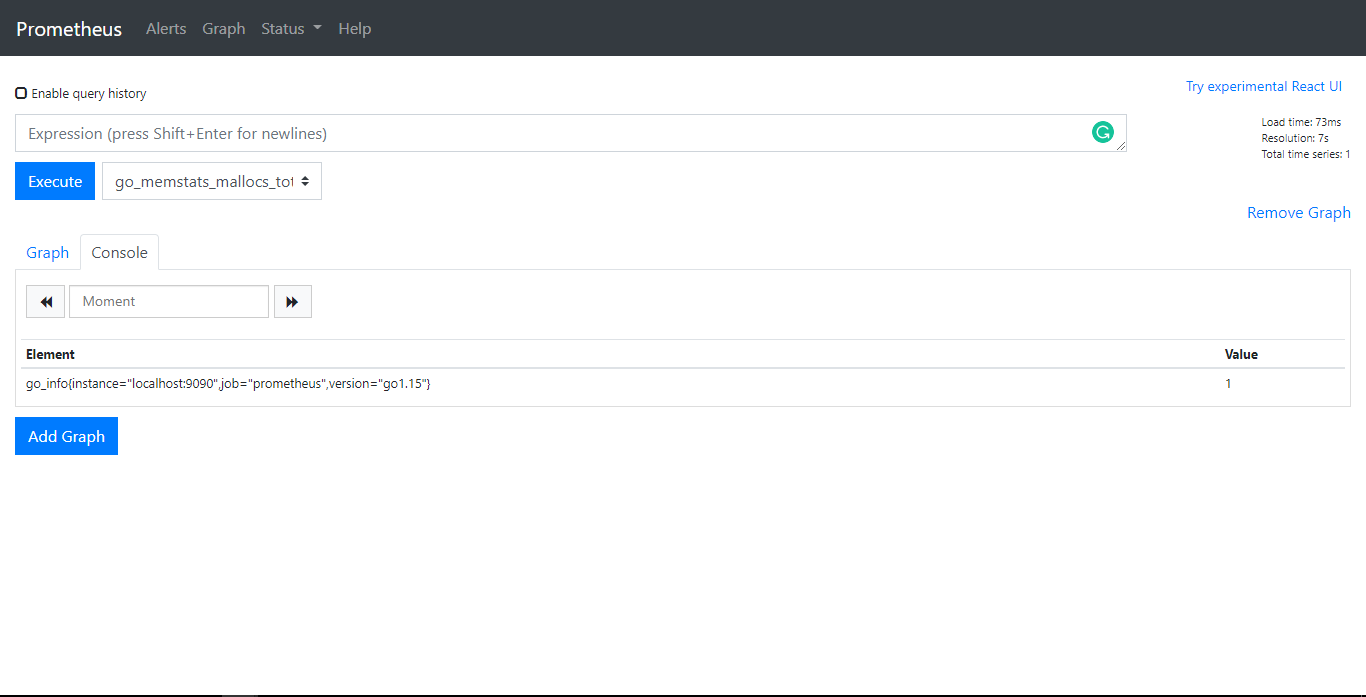 Prometheus Alerts Graph Status Help
Try experimental React UI
Enable query history
Expression (press Shift+Enter for newlines)
Load time: 73ms
Resolution: 7s
Total time series: 1
Execute go_memstats_mallocs_tot
Remove Graph
Graph Console
Moment
Element Value
go_info{instance="localhost:9090",job="prometheus",version="go1.15"} 1
Add Graph